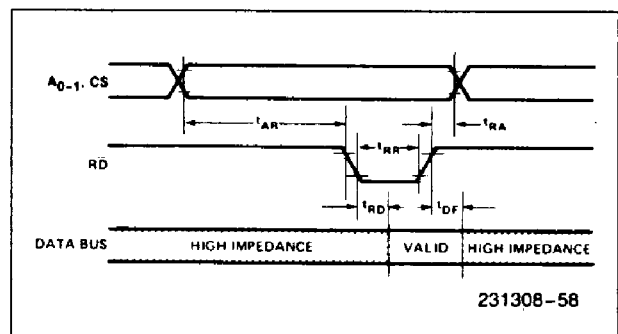 A0–1, CS
tAR
tRA
RD
tRR
tRD
tDF
DATA BUS
HIGH IMPEDANCE
VALID
HIGH IMPEDANCE
231308-58